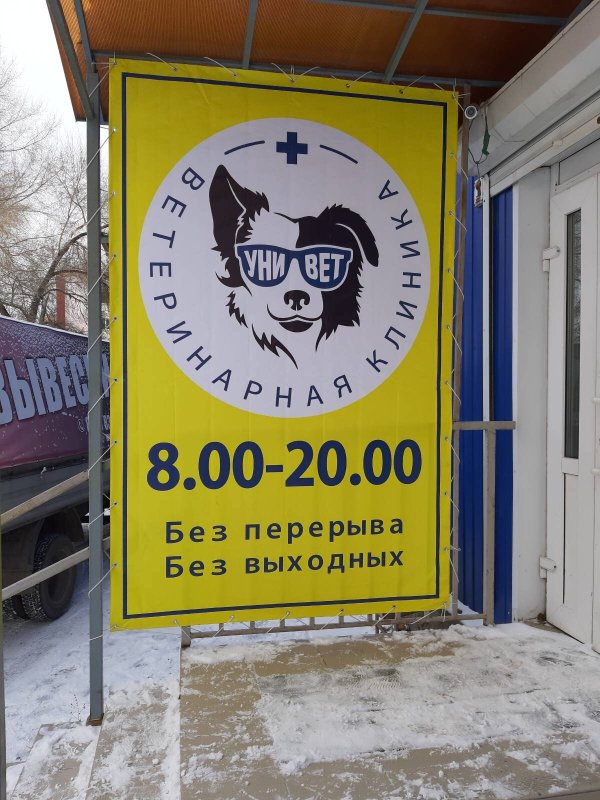 ВЕТЕРИНАРНАЯ КЛИНИКА
УНИ ВЕТ
8.00-20.00
Без перерыва
Без выходных